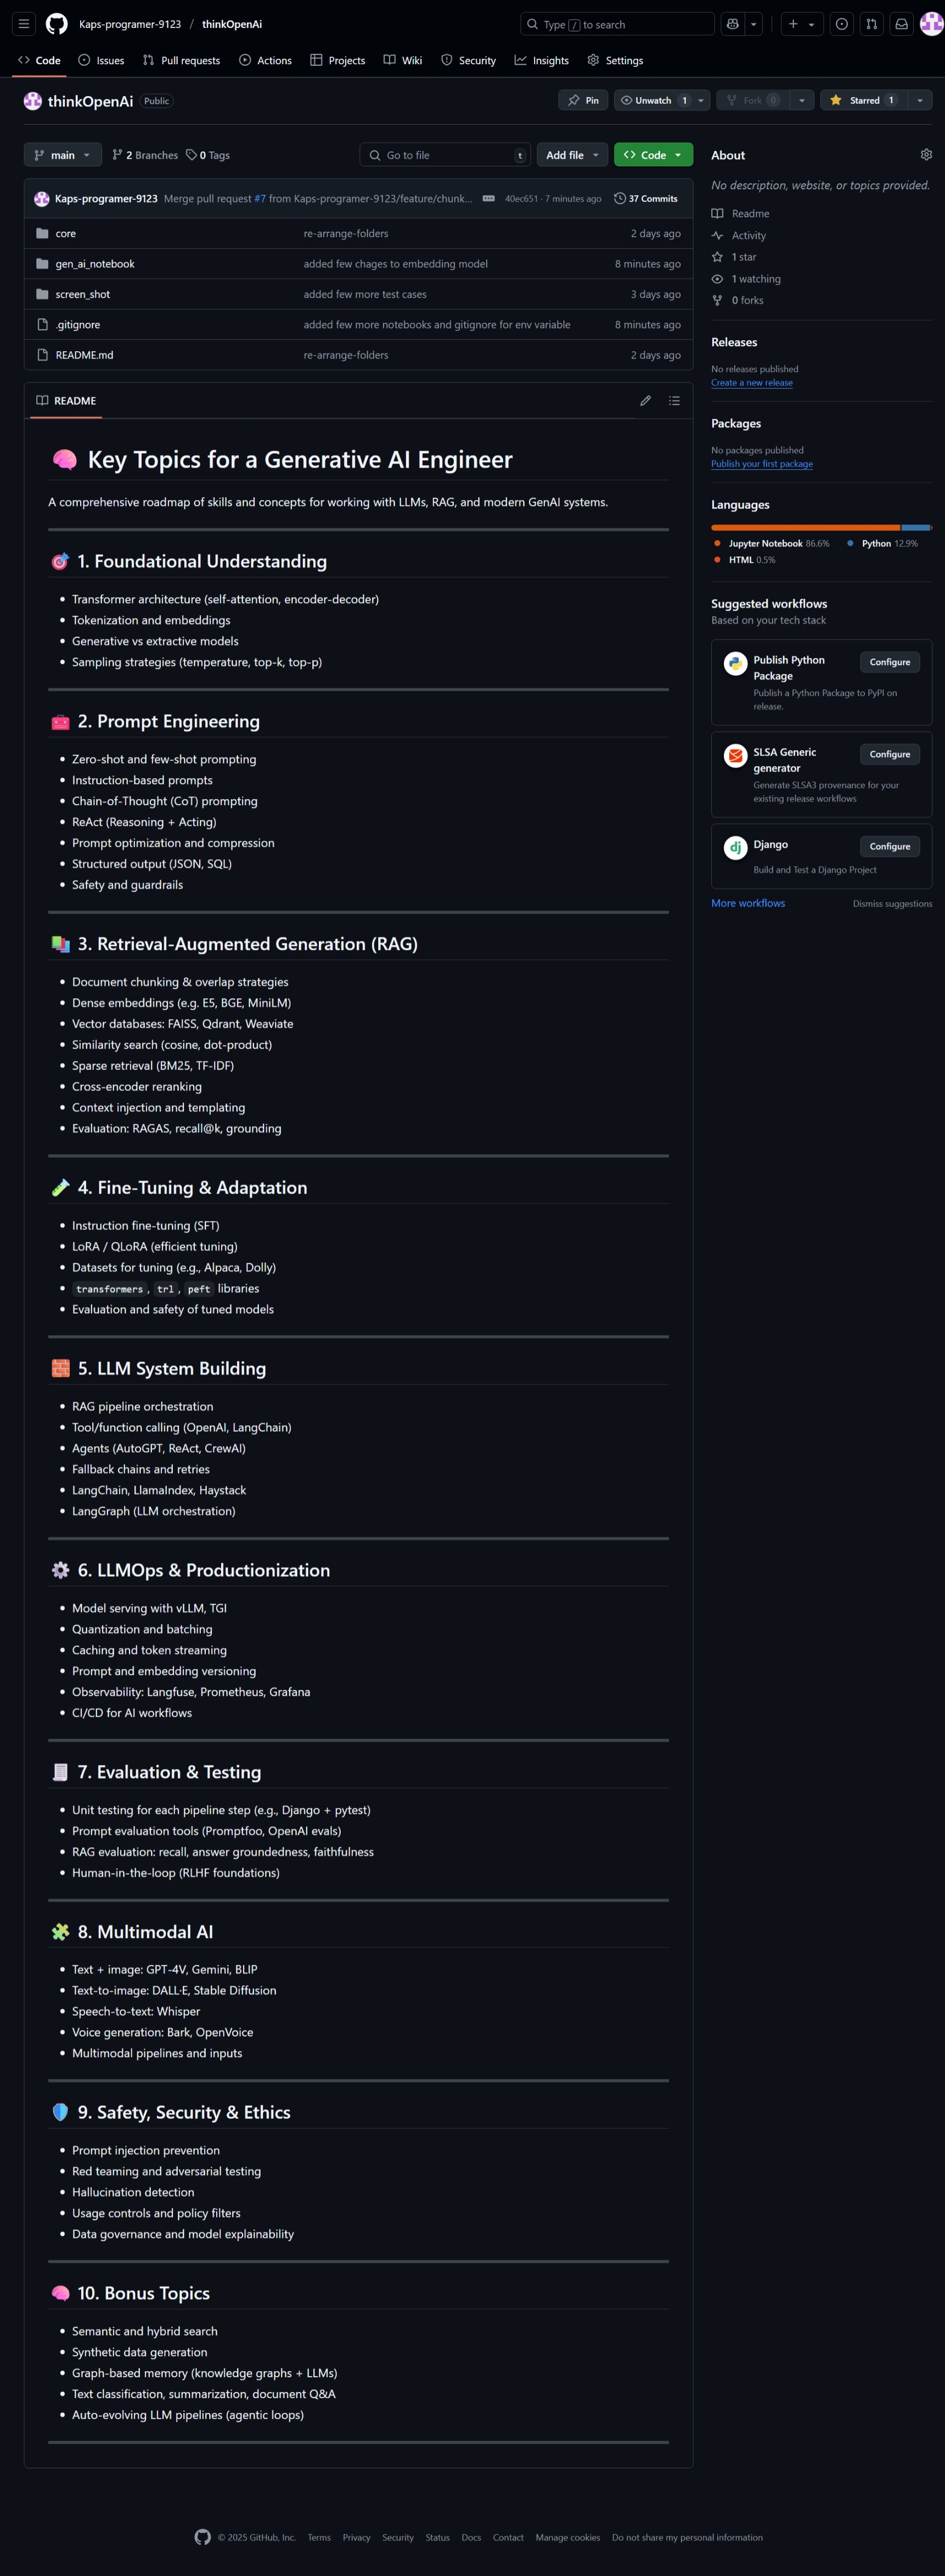 Kaps-programer-9123 / thinkOpenAi
Type / to search
Code Issues Pull requests Actions Projects Wiki Security Insights Settings
thinkOpenAi Public
Pin Unwatch 1 Fork 0 Starred 1
main 2 Branches 0 Tags
Go to file t Add file Code
Kaps-programer-9123 Merge pull request #7 from Kaps-programer-9123/feature/chunk... 40ec651 · 7 minutes ago 37 Commits
core re-arrange-folders 2 days ago
gen_ai_notebook added few chages to embedding model 8 minutes ago
screen_shot added few more test cases 3 days ago
.gitignore added few more notebooks and gitignore for env variable 8 minutes ago
README.md re-arrange-folders 2 days ago
README
🧠 Key Topics for a Generative AI Engineer
A comprehensive roadmap of skills and concepts for working with LLMs, RAG, and modern GenAI systems.
🎯 1. Foundational Understanding
• Transformer architecture (self-attention, encoder-decoder)
• Tokenization and embeddings
• Generative vs extractive models
• Sampling strategies (temperature, top-k, top-p)
🧰 2. Prompt Engineering
• Zero-shot and few-shot prompting
• Instruction-based prompts
• Chain-of-Thought (CoT) prompting
• ReAct (Reasoning + Acting)
• Prompt optimization and compression
• Structured output (JSON, SQL)
• Safety and guardrails
📚 3. Retrieval-Augmented Generation (RAG)
• Document chunking & overlap strategies
• Dense embeddings (e.g. E5, BGE, MiniLM)
• Vector databases: FAISS, Qdrant, Weaviate
• Similarity search (cosine, dot-product)
• Sparse retrieval (BM25, TF-IDF)
• Cross-encoder reranking
• Context injection and templating
• Evaluation: RAGAS, recall@k, grounding
🧪 4. Fine-Tuning & Adaptation
• Instruction fine-tuning (SFT)
• LoRA / QLoRA (efficient tuning)
• Datasets for tuning (e.g., Alpaca, Dolly)
• transformers, trl, peft libraries
• Evaluation and safety of tuned models
🧱 5. LLM System Building
• RAG pipeline orchestration
• Tool/function calling (OpenAI, LangChain)
• Agents (AutoGPT, ReAct, CrewAI)
• Fallback chains and retries
• LangChain, LlamaIndex, Haystack
• LangGraph (LLM orchestration)
⚙️ 6. LLMOps & Productionization
• Model serving with vLLM, TGI
• Quantization and batching
• Caching and token streaming
• Prompt and embedding versioning
• Observability: Langfuse, Prometheus, Grafana
• CI/CD for AI workflows
🧾 7. Evaluation & Testing
• Unit testing for each pipeline step (e.g., Django + pytest)
• Prompt evaluation tools (Promptfoo, OpenAI evals)
• RAG evaluation: recall, answer groundedness, faithfulness
• Human-in-the-loop (RLHF foundations)
🧩 8. Multimodal AI
• Text + image: GPT-4V, Gemini, BLIP
• Text-to-image: DALL·E, Stable Diffusion
• Speech-to-text: Whisper
• Voice generation: Bark, OpenVoice
• Multimodal pipelines and inputs
🛡️ 9. Safety, Security & Ethics
• Prompt injection prevention
• Red teaming and adversarial testing
• Hallucination detection
• Usage controls and policy filters
• Data governance and model explainability
🧠 10. Bonus Topics
• Semantic and hybrid search
• Synthetic data generation
• Graph-based memory (knowledge graphs + LLMs)
• Text classification, summarization, document Q&A
• Auto-evolving LLM pipelines (agentic loops)
About
No description, website, or topics provided.
Readme
Activity
1 star
1 watching
0 forks
Releases
No releases published
Create a new release
Packages
No packages published
Publish your first package
Languages
Jupyter Notebook 86.6% Python 12.9%
HTML 0.5%
Suggested workflows
Based on your tech stack
Publish Python
Package
Configure
Publish a Python Package to PyPI on
release.
SLSA Generic
generator
Configure
Generate SLSA3 provenance for your
existing release workflows
dj Django Configure
Build and Test a Django Project
More workflows Dismiss suggestions
© 2025 GitHub, Inc. Terms Privacy Security Status Docs Contact Manage cookies Do not share my personal information